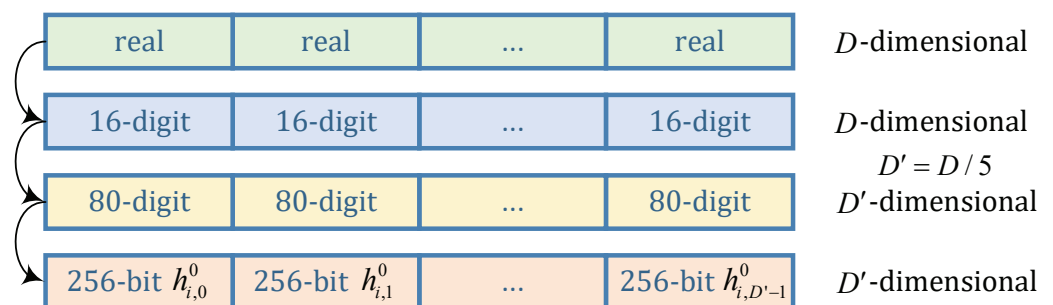 real real ... real D-dimensional
16-digit 16-digit ... 16-digit D-dimensional
D′ = D / 5
80-digit 80-digit ... 80-digit D′-dimensional
256-bit h⁰ᵢ,₀ 256-bit h⁰ᵢ,₁ ... 256-bit h⁰_{i,D'−1} D′-dimensional